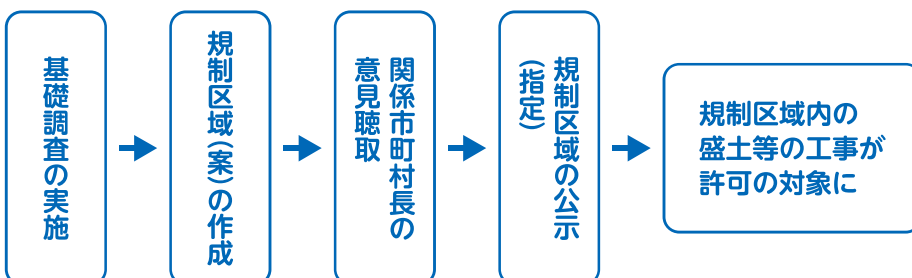 基礎調査の実施
規制区域（案）の作成
関係市町村長の
意見聴取
規制区域の公示
（指定）
規制区域内の
盛土等の工事が
許可の対象に